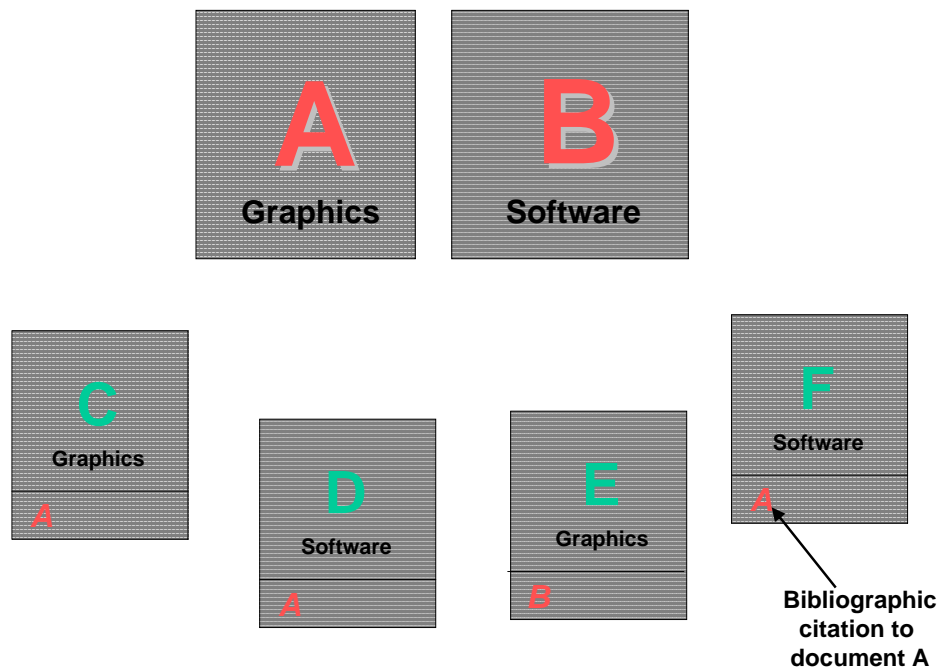 A
Graphics
B
Software
C
Graphics
A
D
Software
A
E
Graphics
B
F
Software
A
Bibliographic
citation to
document A